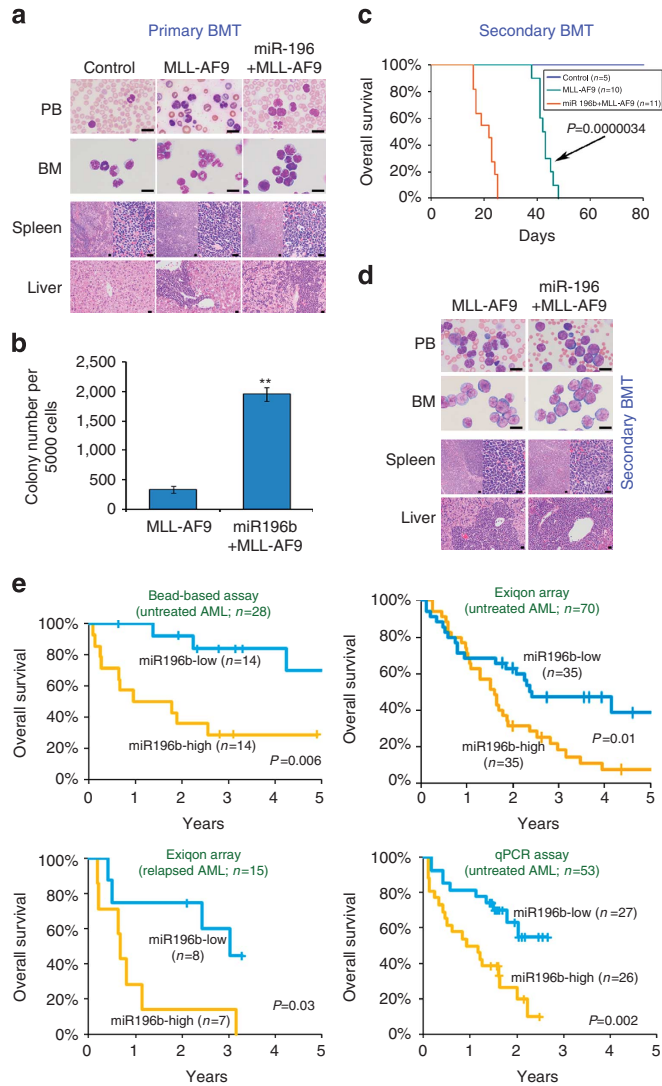 a
Primary BMT
Control
MLL-AF9
miR-196
+MLL-AF9
PB
BM
Spleen
Liver
b
Colony number per
5000 cells
2,500
2,000
1,500
1,000
500
0
**
MLL-AF9
miR196b
+MLL-AF9
c
Secondary BMT
Overall survival
100%
80%
60%
40%
20%
0%
Control (n=5)
MLL-AF9 (n=10)
miR 196b+MLL-AF9 (n=11)
P=0.0000034
0 20 40 60 80
Days
d
MLL-AF9
miR-196
+MLL-AF9
PB
BM
Spleen
Liver
Secondary BMT
e
Bead-based assay
(untreated AML; n=28)
Overall survival
100%
80%
60%
40%
20%
0%
miR196b-low (n=14)
miR196b-high (n=14)
P=0.006
0 1 2 3 4 5
Years
Exiqon array
(untreated AML; n=70)
Overall survival
100%
80%
60%
40%
20%
0%
miR196b-low
(n=35)
miR196b-high
(n=35)
P=0.01
0 1 2 3 4 5
Years
Exiqon array
(relapsed AML; n=15)
Overall survival
100%
80%
60%
40%
20%
0%
miR196b-low
(n=8)
miR196b-high (n=7)
P=0.03
0 1 2 3 4 5
Years
qPCR assay
(untreated AML; n=53)
Overall survival
100%
80%
60%
40%
20%
0%
miR196b-low (n=27)
miR196b-high (n=26)
P=0.002
0 1 2 3 4 5
Years